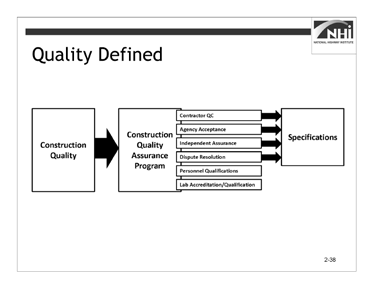 NHI
NATIONAL HIGHWAY INSTITUTE
Quality Defined
Construction
Quality
Construction
Quality
Assurance
Program
Contractor QC
Agency Acceptance
Independent Assurance
Dispute Resolution
Personnel Qualifications
Lab Accreditation/Qualification
Specifications
2-38